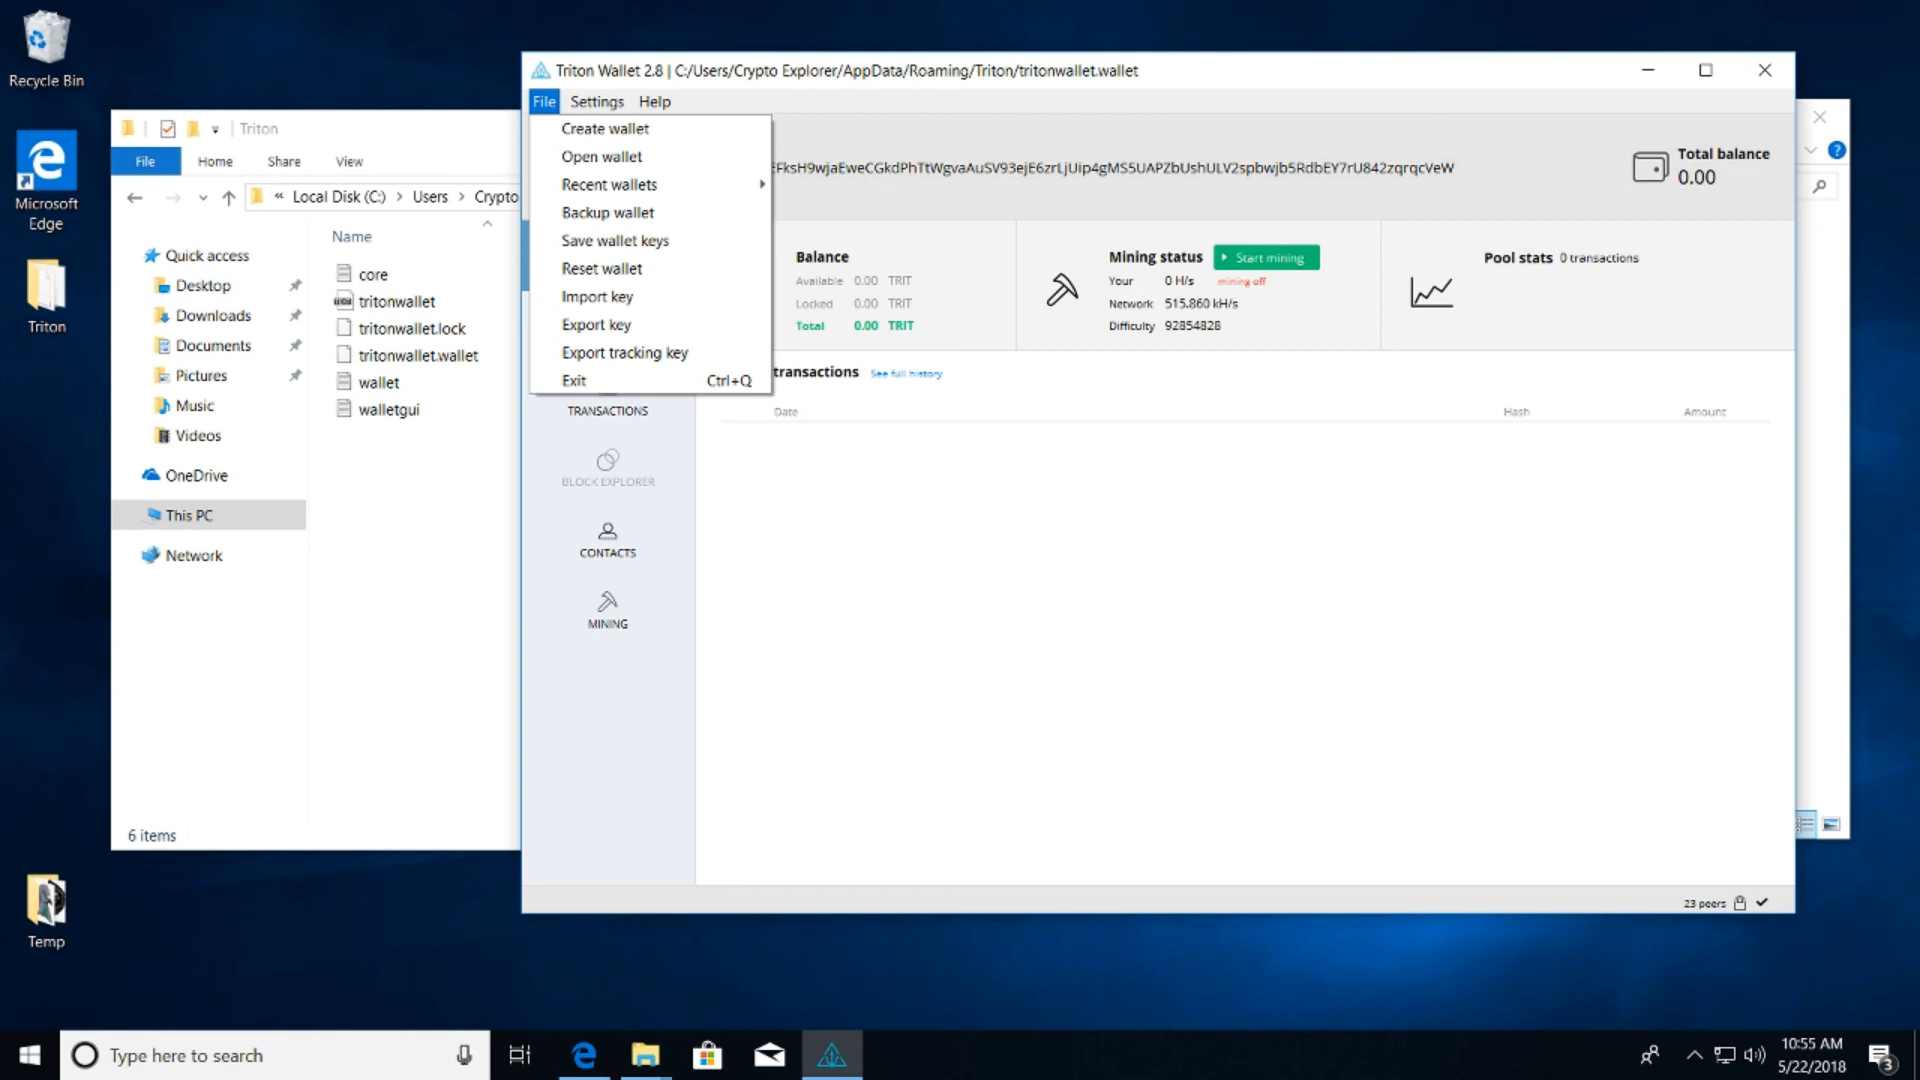 Recycle Bin
Microsoft
Edge
Triton
Temp
Triton
File Home Share View
« Local Disk (C:) > Users > Crypto
Quick access
Desktop
Downloads
Documents
Pictures
Music
Videos
OneDrive
This PC
Network
Name
core
tritonwallet
tritonwallet.lock
tritonwallet.wallet
wallet
walletgui
6 items
Triton Wallet 2.8 | C:/Users/Crypto Explorer/AppData/Roaming/Triton/tritonwallet.wallet
File Settings Help
Create wallet
Open wallet
Recent wallets
Backup wallet
Save wallet keys
Reset wallet
Import key
Export key
Export tracking key
Exit Ctrl+Q
FksH9wjaEweCGkdPhTtWgvaAuSV93ejE6zrLjUip4gMS5UAPZbUshULV2spbwjb5RdbEY7rU842zqrqcVeW
Total balance
0.00
Balance
Available 0.00 TRIT
Locked 0.00 TRIT
Total 0.00 TRIT
Mining status Start mining
Your 0 H/s mining off
Network 515.860 kH/s
Difficulty 92854828
Pool stats 0 transactions
transactions See full history
Date Hash Amount
TRANSACTIONS
BLOCK EXPLORER
CONTACTS
MINING
23 peers
Type here to search
10:55 AM
5/22/2018
3